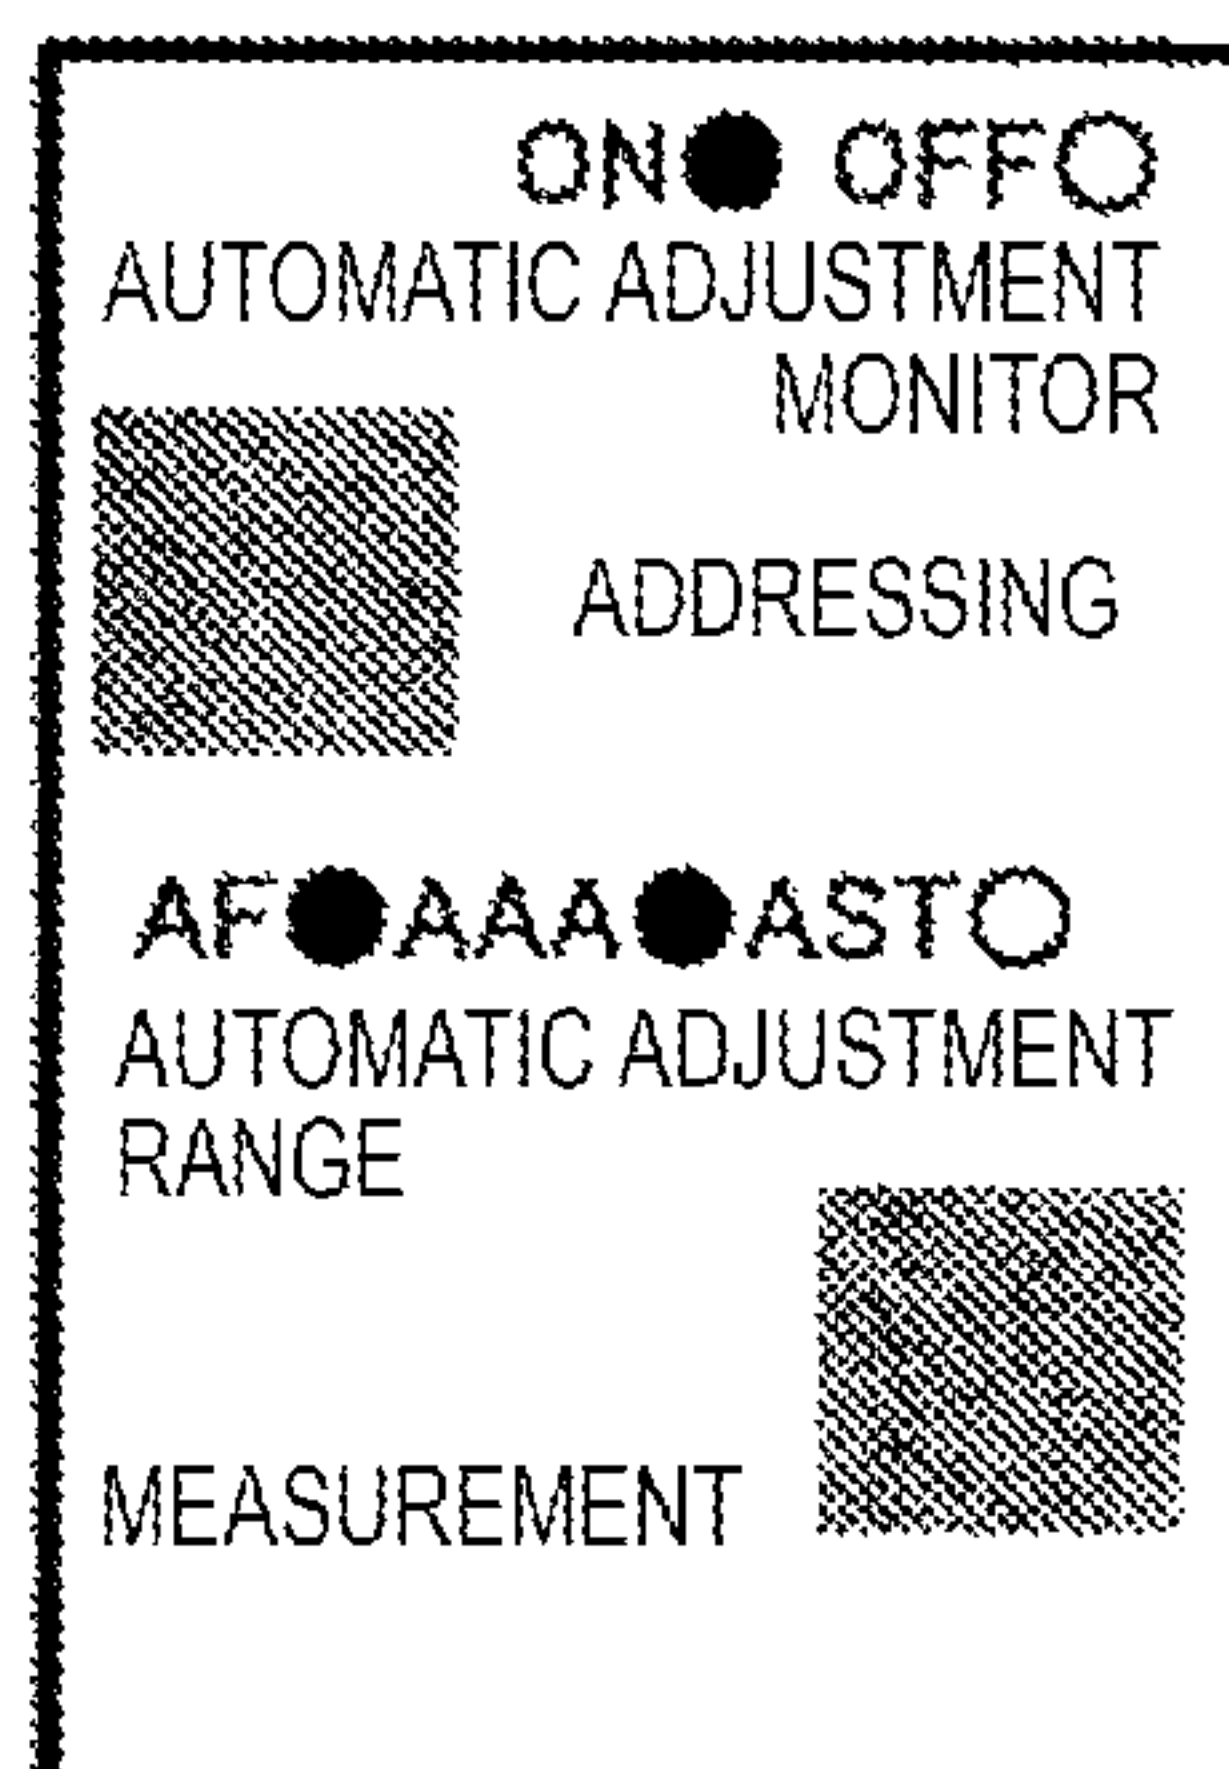 ON● OFF○
AUTOMATIC ADJUSTMENT
MONITOR
ADDRESSING
AF●AAA●AST○
AUTOMATIC ADJUSTMENT
RANGE
MEASUREMENT